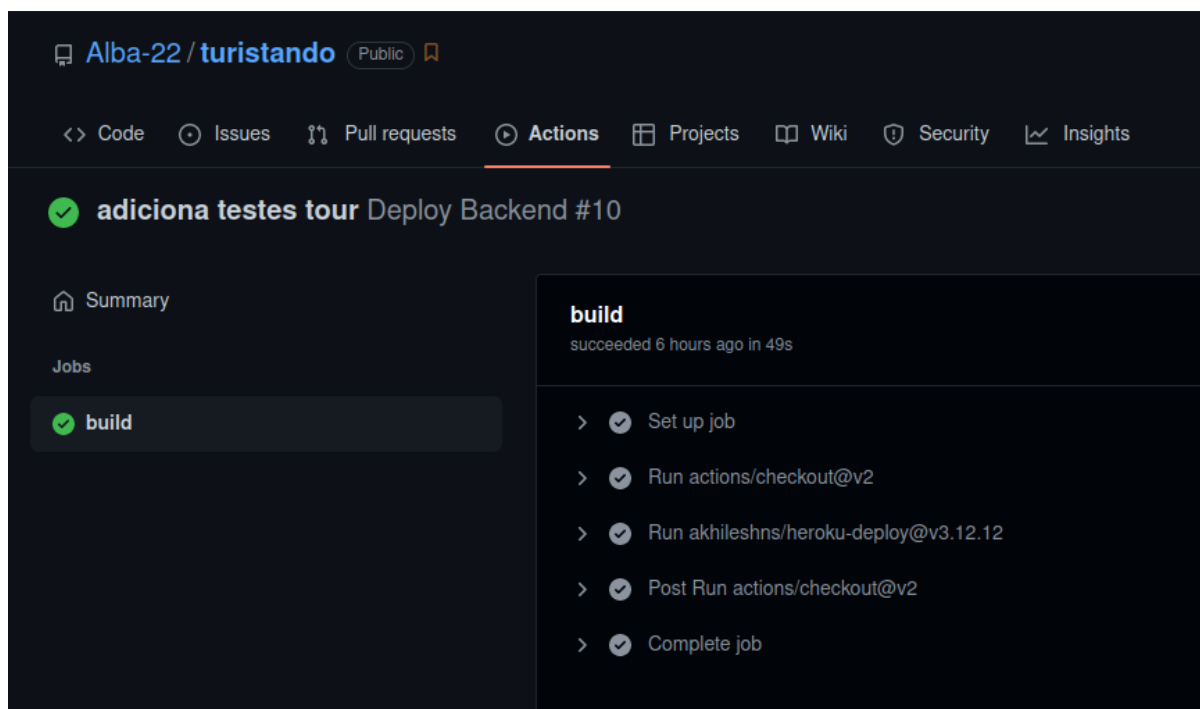 Alba-22 / turistando Public
Code Issues Pull requests Actions Projects Wiki Security Insights
adiciona testes tour Deploy Backend #10
Summary
Jobs
build
build
succeeded 6 hours ago in 49s
Set up job
Run actions/checkout@v2
Run akhileshns/heroku-deploy@v3.12.12
Post Run actions/checkout@v2
Complete job